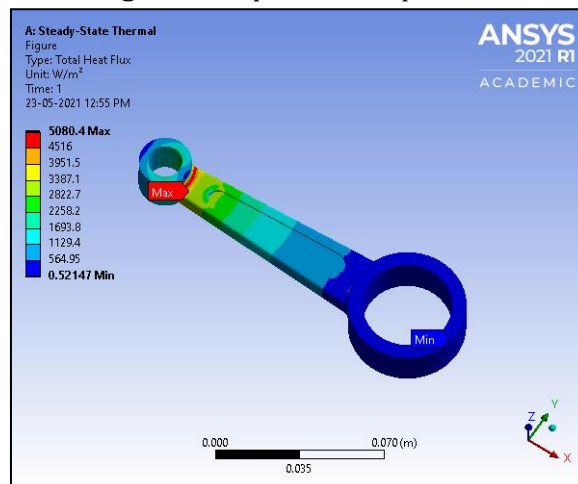 A: Steady-State Thermal
Figure
Type: Total Heat Flux
Unit: W/m²
Time: 1
23-05-2021 12:55 PM
ANSYS
2021 R1
ACADEMIC
5080.4 Max
4516
3951.5
3387.1
2822.7
2258.2
1693.8
1129.4
564.95
0.52147 Min
Max
Min
0.000
0.070 (m)
0.035
Z
Y
X